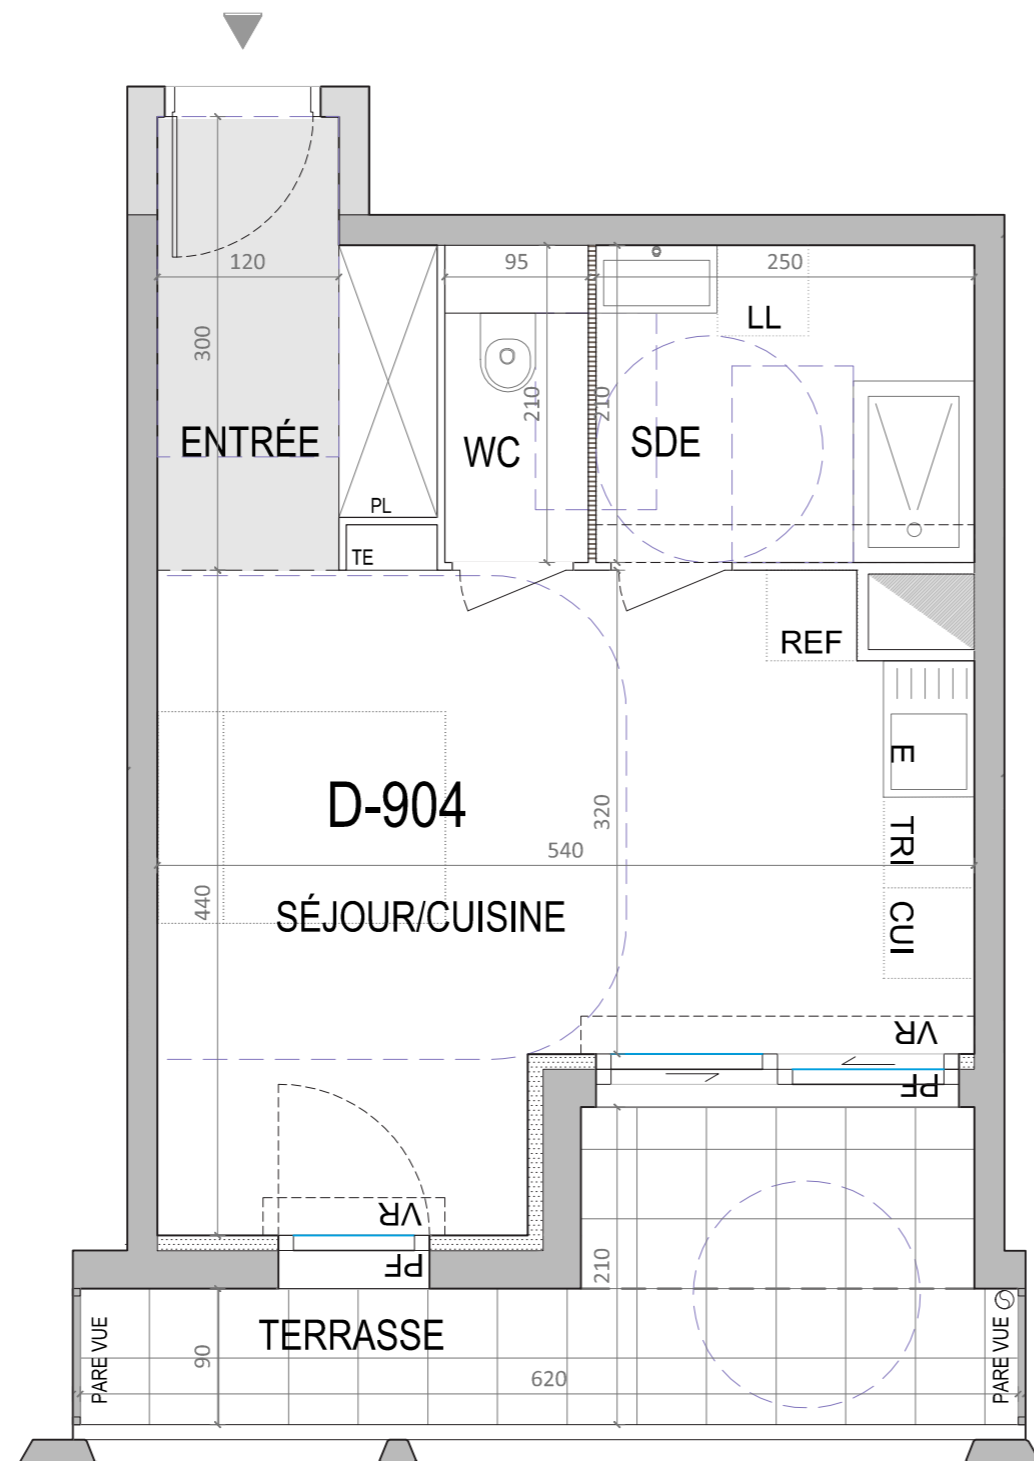 120
95
250
LL
300
210
210
ENTRÉE
WC
SDE
PL
TE
REF
E
D-904
320
TRI
540
440
SÉJOUR/CUISINE
CUI
VR
PF
VR
PF
210
PARE VUE
TERRASSE
90
620
PARE VUE